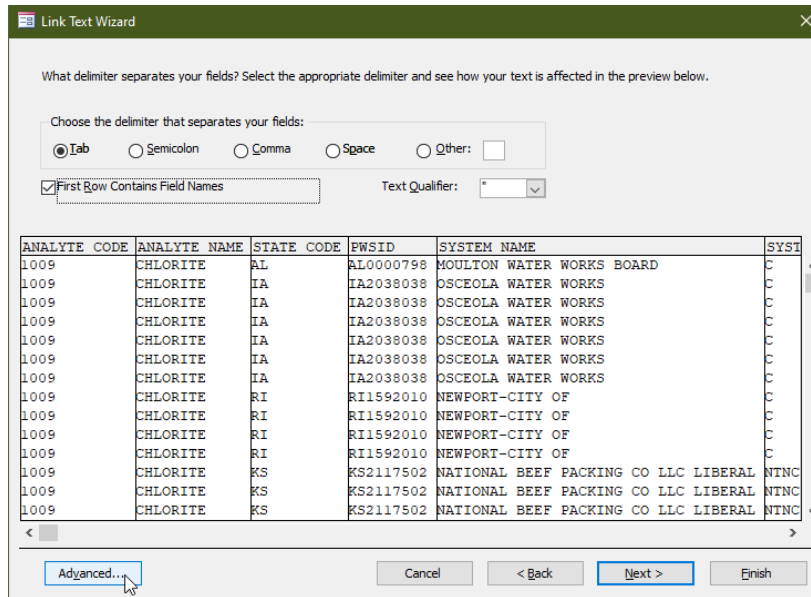 Link Text Wizard
What delimiter separates your fields? Select the appropriate delimiter and see how your text is affected in the preview below.
Choose the delimiter that separates your fields:
Tab Semicolon Comma Space Other:
First Row Contains Field Names Text Qualifier: "
ANALYTE CODE ANALYTE NAME STATE CODE PWSID SYSTEM NAME SYST
1009 CHLORITE AL AL0000798 MOULTON WATER WORKS BOARD C
1009 CHLORITE IA IA2038038 OSCEOLA WATER WORKS C
1009 CHLORITE IA IA2038038 OSCEOLA WATER WORKS C
1009 CHLORITE IA IA2038038 OSCEOLA WATER WORKS C
1009 CHLORITE IA IA2038038 OSCEOLA WATER WORKS C
1009 CHLORITE IA IA2038038 OSCEOLA WATER WORKS C
1009 CHLORITE IA IA2038038 OSCEOLA WATER WORKS C
1009 CHLORITE RI RI1592010 NEWPORT-CITY OF C
1009 CHLORITE RI RI1592010 NEWPORT-CITY OF C
1009 CHLORITE RI RI1592010 NEWPORT-CITY OF C
1009 CHLORITE RI RI1592010 NEWPORT-CITY OF C
1009 CHLORITE KS KS2117502 NATIONAL BEEF PACKING CO LLC LIBERAL NTNC
1009 CHLORITE KS KS2117502 NATIONAL BEEF PACKING CO LLC LIBERAL NTNC
1009 CHLORITE KS KS2117502 NATIONAL BEEF PACKING CO LLC LIBERAL NTNC
Advanced... Cancel < Back Next > Finish